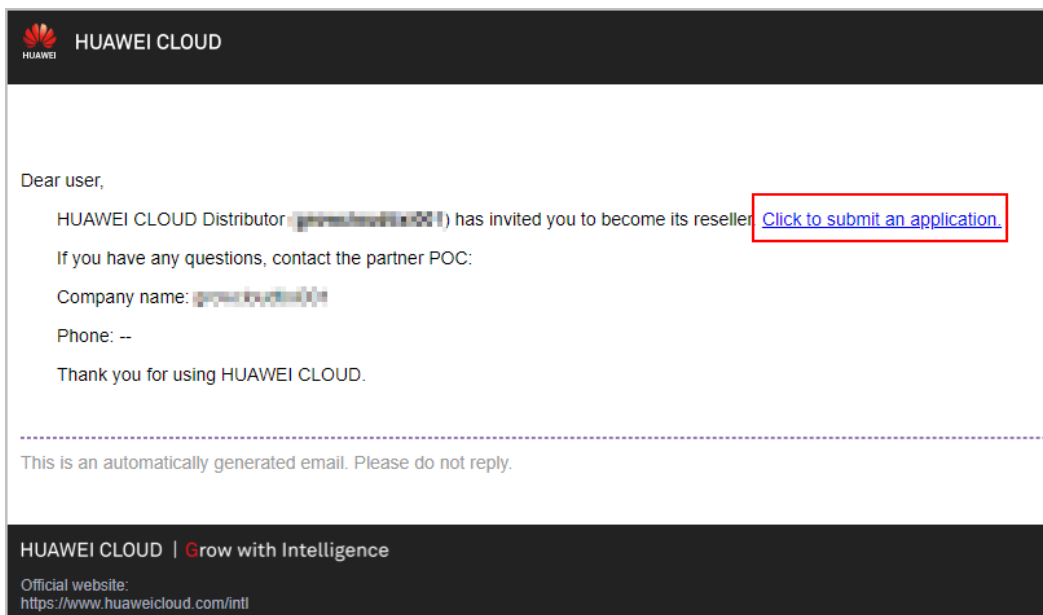 HUAWEI
HUAWEI CLOUD
Dear user,
HUAWEI CLOUD Distributor ) has invited you to become its reseller. Click to submit an application.
If you have any questions, contact the partner POC:
Company name:
Phone: --
Thank you for using HUAWEI CLOUD.
This is an automatically generated email. Please do not reply.
HUAWEI CLOUD | Grow with Intelligence
Official website:
https://www.huaweicloud.com/intl